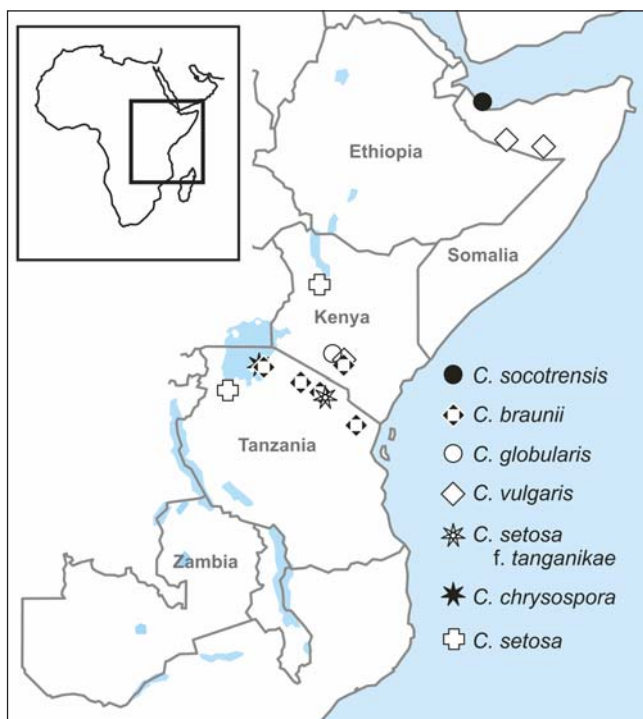 Ethiopia
Somalia
Kenya
Tanzania
Zambia
C. socotrensis
C. braunii
C. globularis
C. vulgaris
C. setosa
f. tanganikae
C. chrysospora
C. setosa